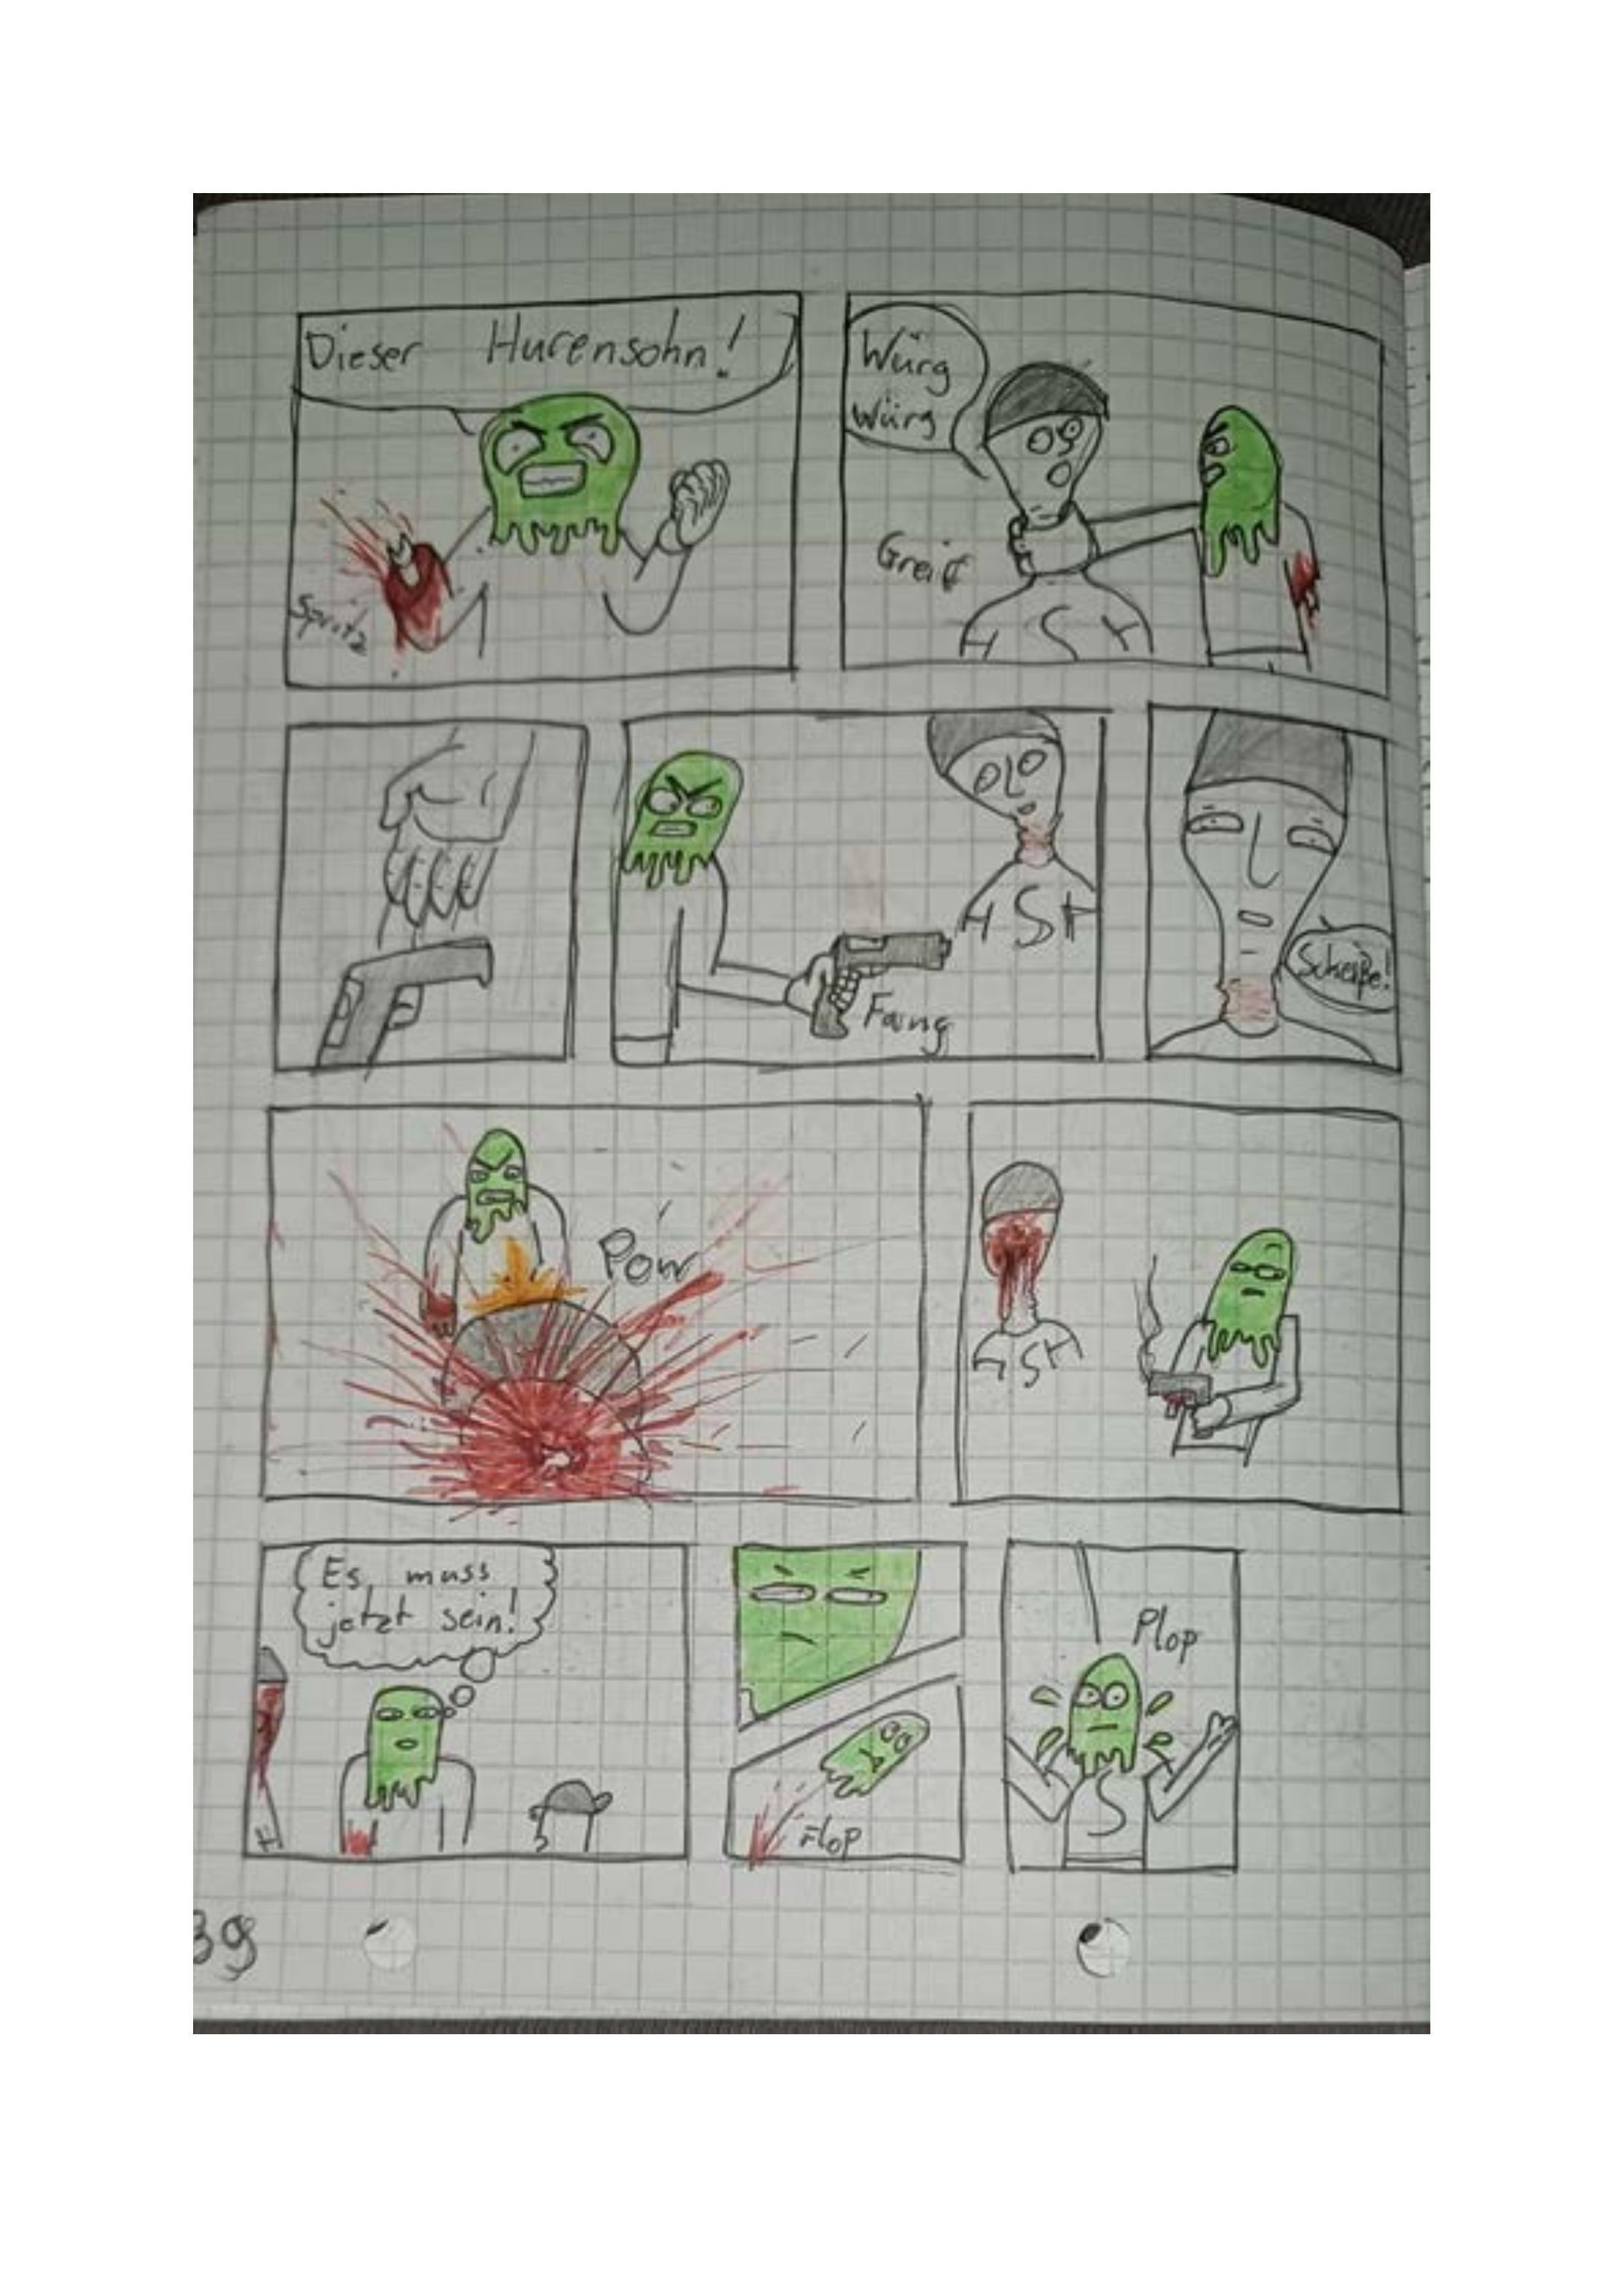 Dieser Hurensohn!
Spritz
Würg
Würg
Greif
HSH
Fang
HSH
Scheiße!
Pow
HSH
Es muss
jetzt sein!
H
Flop
Plop
S
39